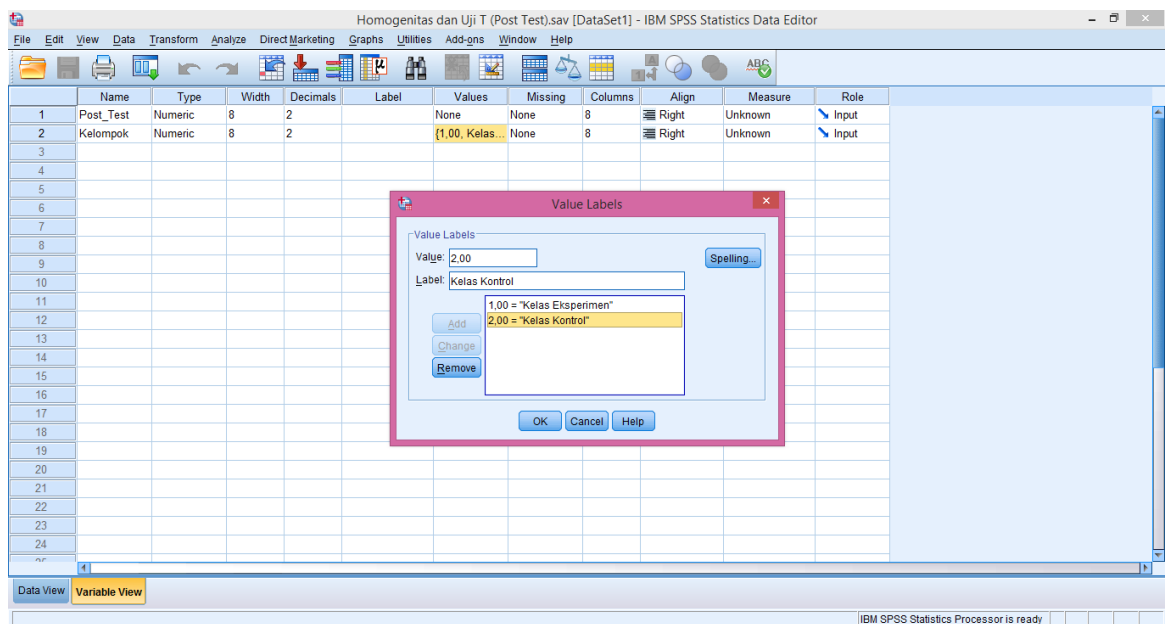 Homogenitas dan Uji T (Post Test).sav [DataSet1] - IBM SPSS Statistics Data Editor
File Edit View Data Transform Analyze Direct Marketing Graphs Utilities Add-ons Window Help
Name Type Width Decimals Label Values Missing Columns Align Measure Role
1 Post_Test Numeric 8 2 None None 8 Right Unknown Input
2 Kelompok Numeric 8 2 {1,00, Kelas... None 8 Right Unknown Input
3
4
5
6
7
8
9
10
11
12
13
14
15
16
17
18
19
20
21
22
23
24
Value Labels
Value Labels
Value: 2,00
Spelling...
Label: Kelas Kontrol
1,00 = "Kelas Eksperimen"
2,00 = "Kelas Kontrol"
Add
Change
Remove
OK Cancel Help
Data View Variable View
IBM SPSS Statistics Processor is ready